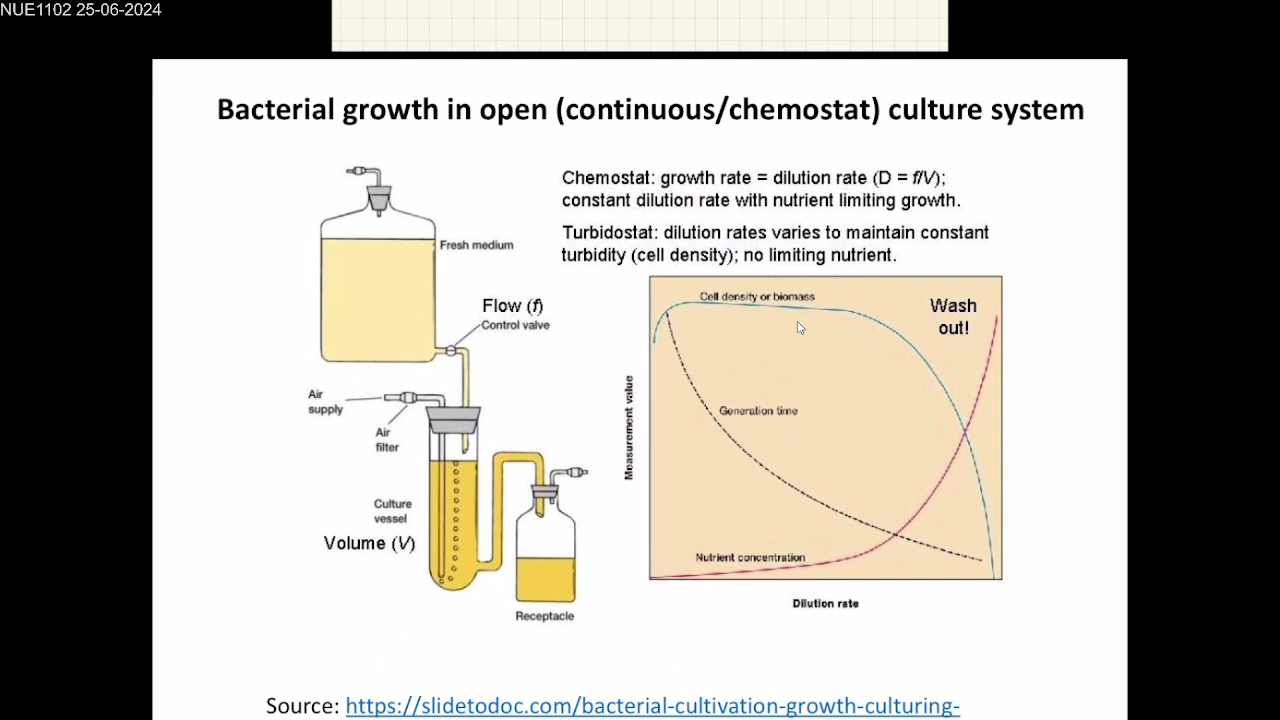 NUE1102 25-06-2024
Bacterial growth in open (continuous/chemostat) culture system
Chemostat: growth rate = dilution rate (D = f/V);
constant dilution rate with nutrient limiting growth.
Turbidostat: dilution rates varies to maintain constant
turbidity (cell density); no limiting nutrient.
Fresh medium
Flow (f)
Control valve
Air
supply
Air
filter
Culture
vessel
Volume (V)
Receptacle
Cell density or biomass
Wash
out!
Generation time
Nutrient concentration
Measurement value
Dilution rate
Source: https://slidetodoc.com/bacterial-cultivation-growth-culturing-